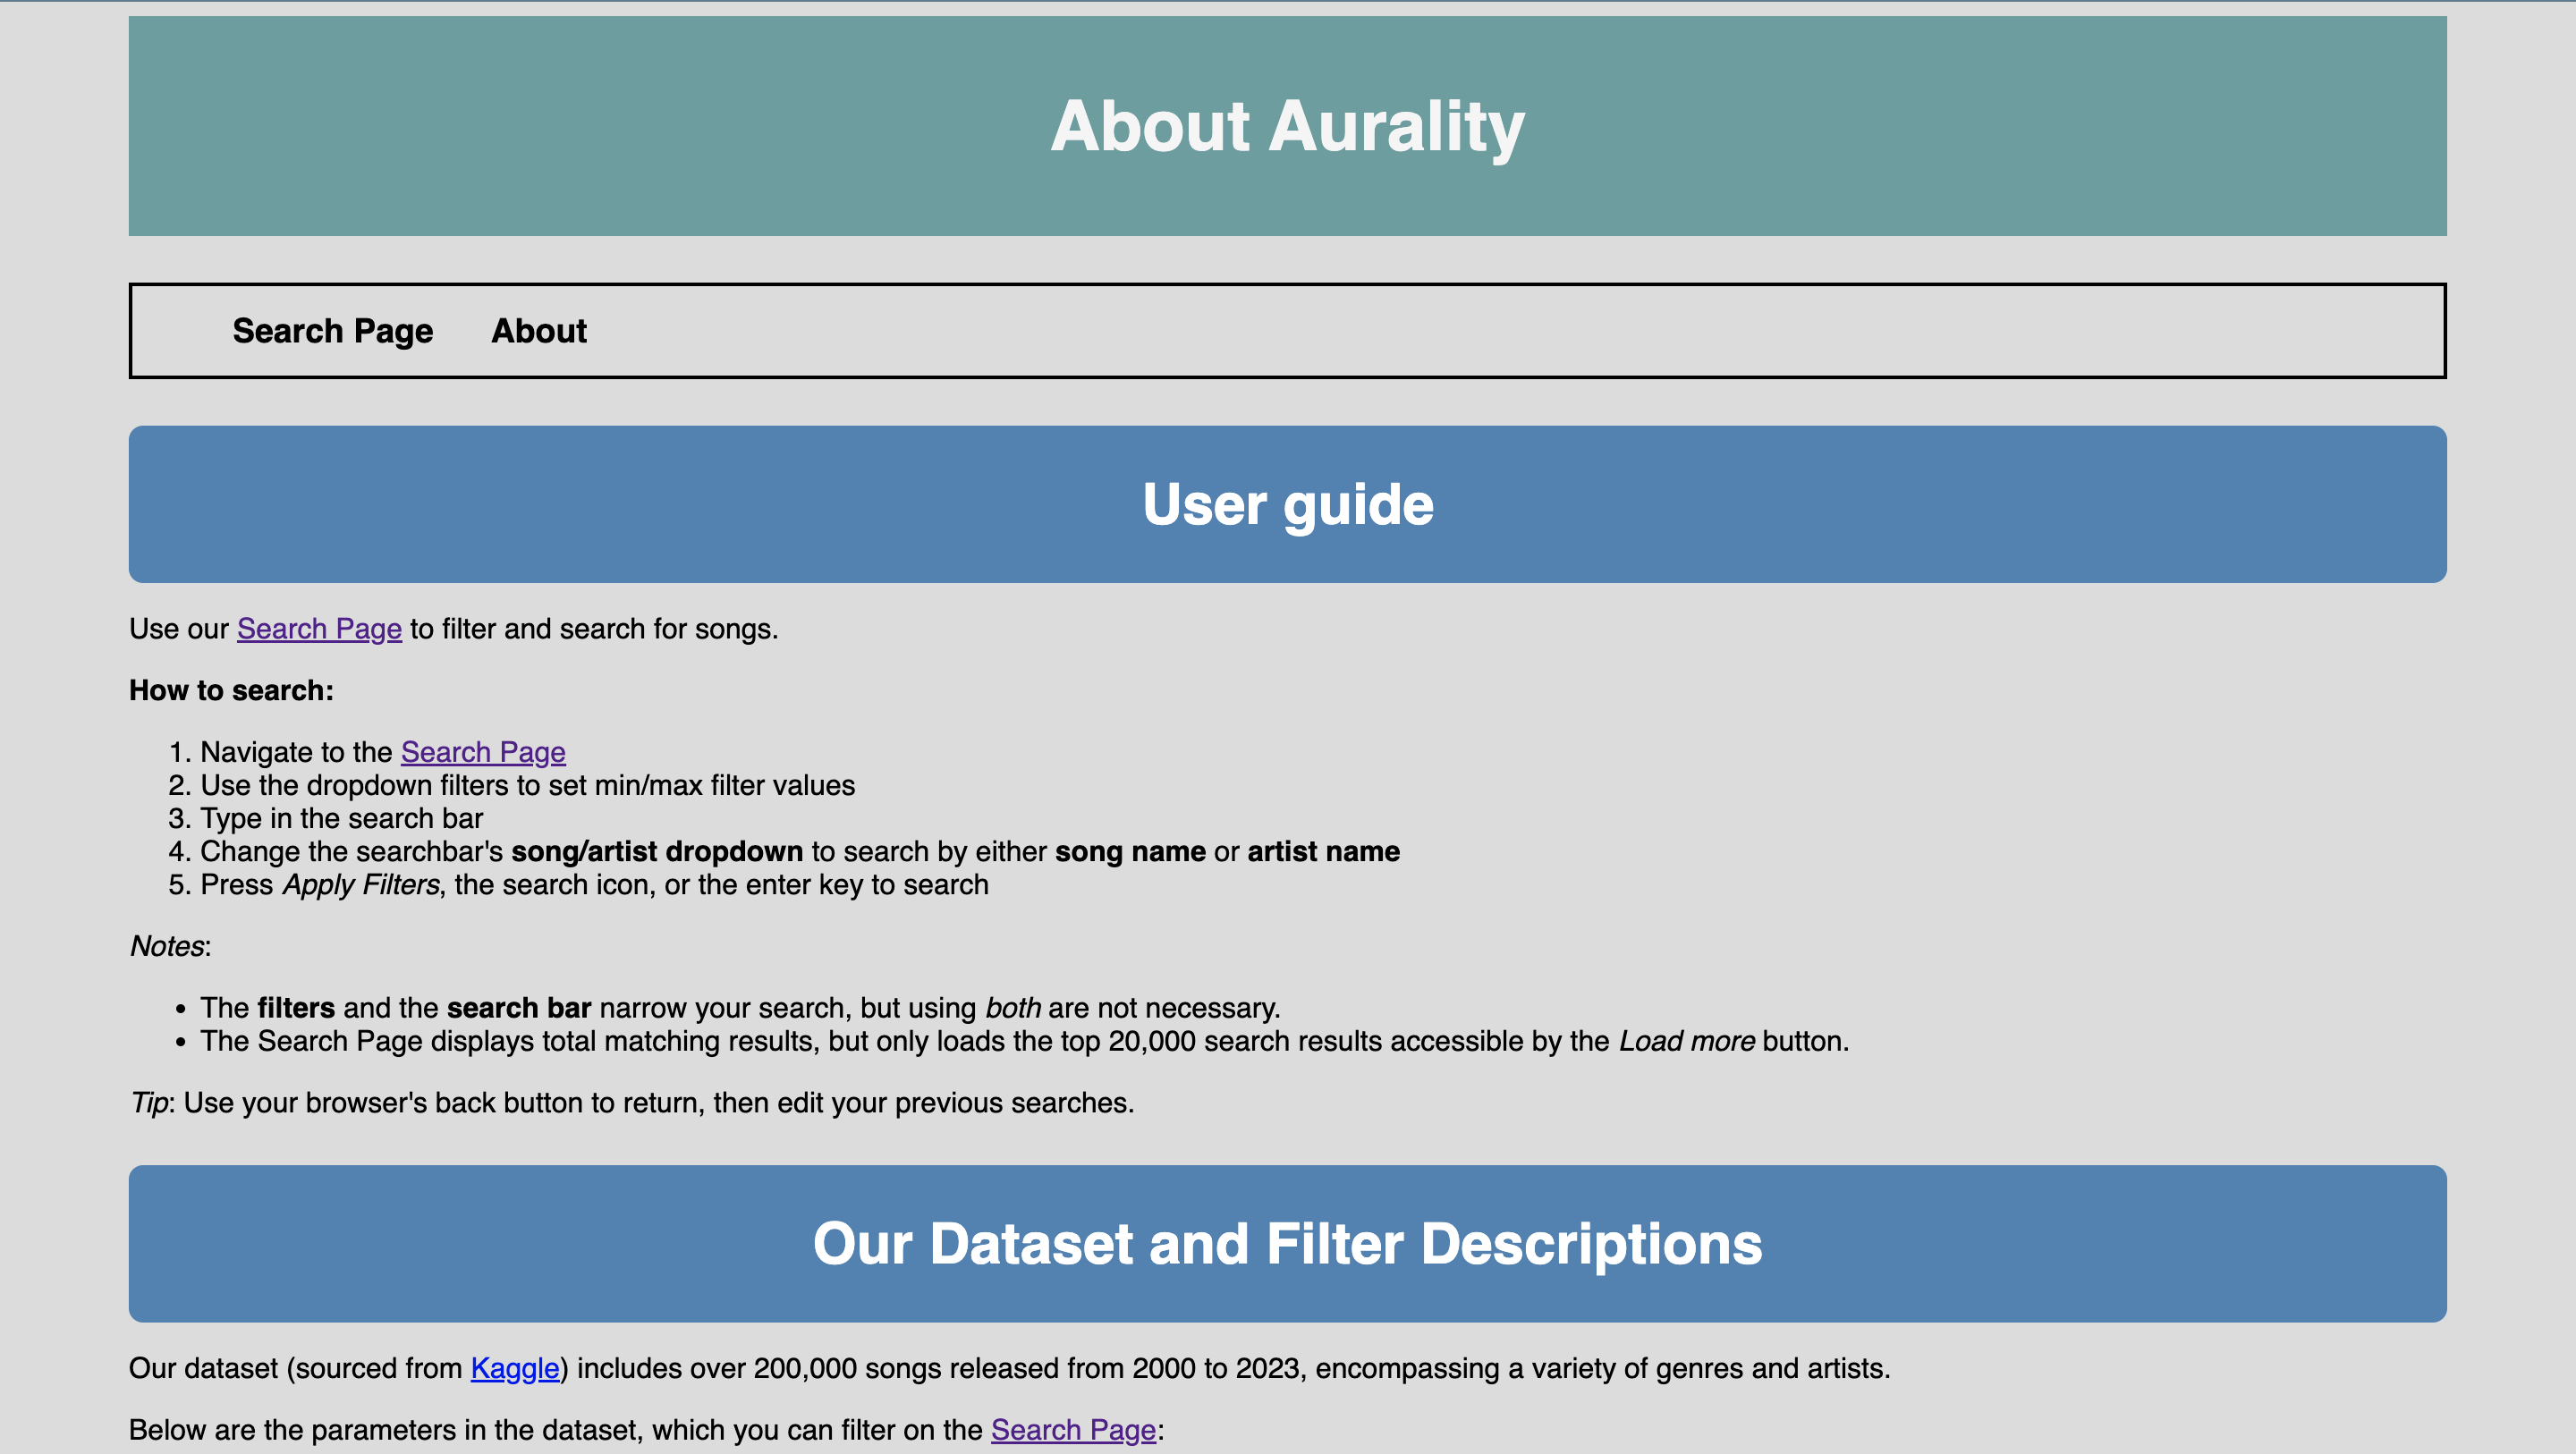 About Aurality
Search Page About
User guide
Use our Search Page to filter and search for songs.
How to search:
1. Navigate to the Search Page
2. Use the dropdown filters to set min/max filter values
3. Type in the search bar
4. Change the searchbar's song/artist dropdown to search by either song name or artist name
5. Press Apply Filters, the search icon, or the enter key to search
Notes:
• The filters and the search bar narrow your search, but using both are not necessary.
• The Search Page displays total matching results, but only loads the top 20,000 search results accessible by the Load more button.
Tip: Use your browser's back button to return, then edit your previous searches.
Our Dataset and Filter Descriptions
Our dataset (sourced from Kaggle) includes over 200,000 songs released from 2000 to 2023, encompassing a variety of genres and artists.
Below are the parameters in the dataset, which you can filter on the Search Page: